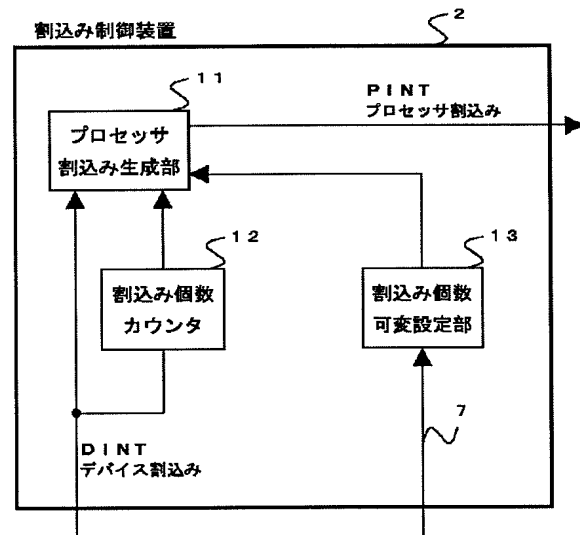 割込み制御装置
2
11
PINT
プロセッサ割込み
プロセッサ
割込み生成部
12
13
割込み個数
カウンタ
割込み個数
可変設定部
7
DINT
デバイス割込み